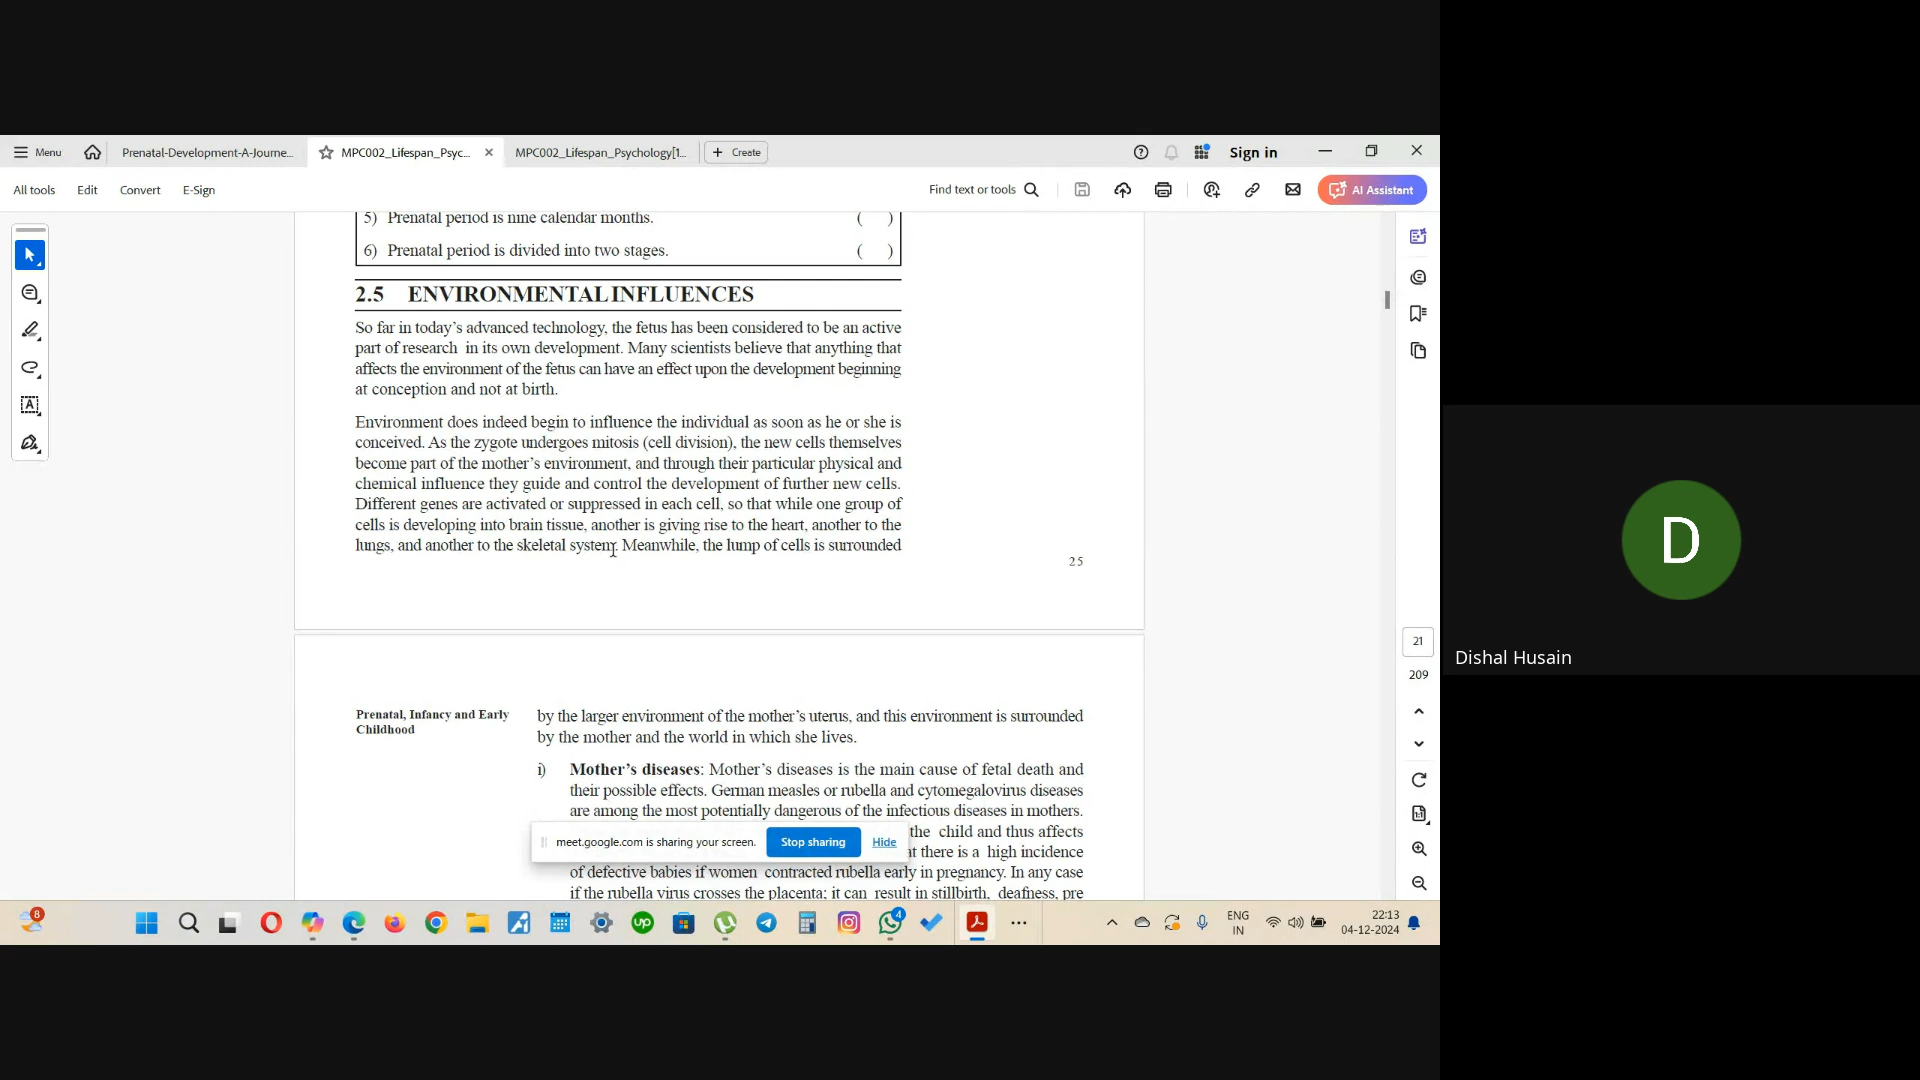 Menu
Prenatal-Development-A-Journe...
MPC002_Lifespan_Psyc...
MPC002_Lifespan_Psychology[1...
Create
Sign in
All tools
Edit
Convert
E-Sign
Find text or tools
AI Assistant
5) Prenatal period is nine calendar months. ( )
6) Prenatal period is divided into two stages. ( )
2.5 ENVIRONMENTAL INFLUENCES
So far in today's advanced technology, the fetus has been considered to be an active
part of research in its own development. Many scientists believe that anything that
affects the environment of the fetus can have an effect upon the development beginning
at conception and not at birth.
Environment does indeed begin to influence the individual as soon as he or she is
conceived. As the zygote undergoes mitosis (cell division), the new cells themselves
become part of the mother's environment, and through their particular physical and
chemical influence they guide and control the development of further new cells.
Different genes are activated or suppressed in each cell, so that while one group of
cells is developing into brain tissue, another is giving rise to the heart, another to the
lungs, and another to the skeletal system. Meanwhile, the lump of cells is surrounded
25
Prenatal, Infancy and Early
Childhood
by the larger environment of the mother's uterus, and this environment is surrounded
by the mother and the world in which she lives.
i) Mother's diseases: Mother's diseases is the main cause of fetal death and
their possible effects. German measles or rubella and cytomegalovirus diseases
are among the most potentially dangerous of the infectious diseases in mothers.
the child and thus affects
at there is a high incidence
of defective babies if women contracted rubella early in pregnancy. In any case
if the rubella virus crosses the placenta; it can result in stillbirth, deafness, pre
meet.google.com is sharing your screen.
Stop sharing
Hide
21
209
D
Dishal Husain
8
up
4
ENG
IN
22:13
04-12-2024